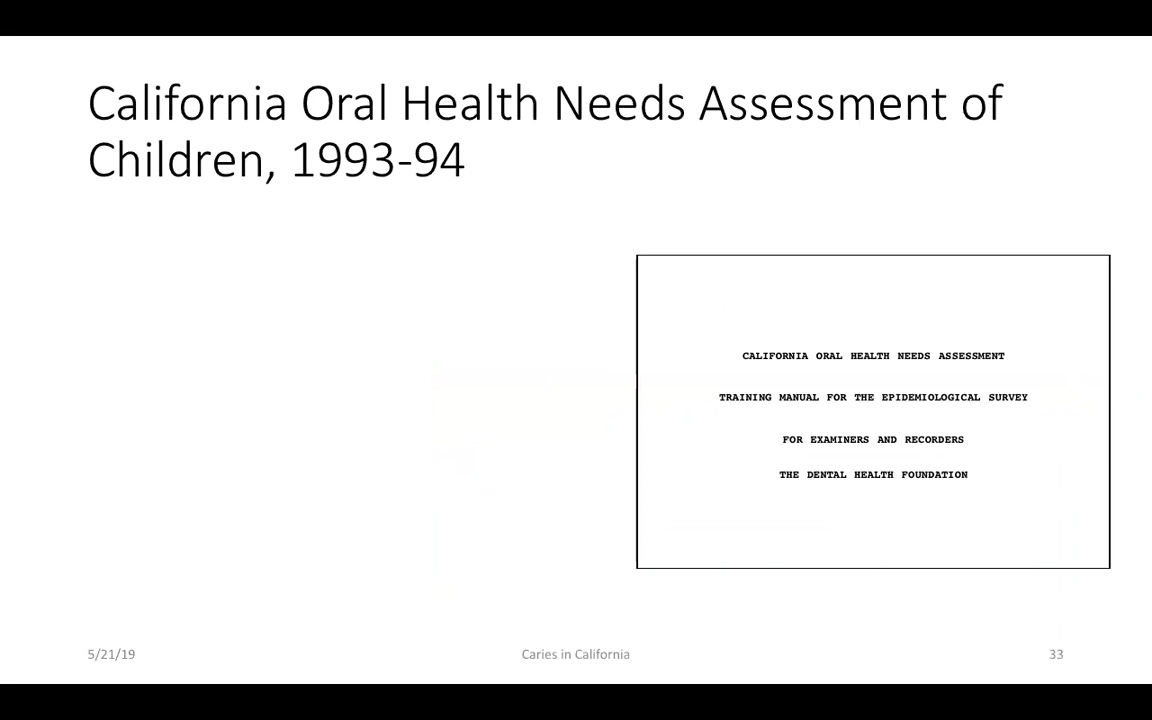 California Oral Health Needs Assessment of
Children, 1993-94
CALIFORNIA ORAL HEALTH NEEDS ASSESSMENT
TRAINING MANUAL FOR THE EPIDEMIOLOGICAL SURVEY
FOR EXAMINERS AND RECORDERS
THE DENTAL HEALTH FOUNDATION
5/21/19
Caries in California
33